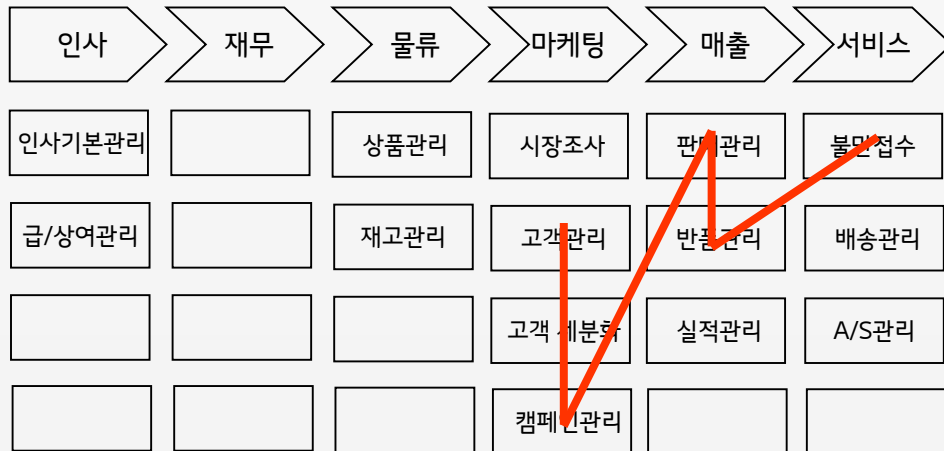 인사
재무
물류
마케팅
매출
서비스
인사기본관리
상품관리
시장조사
판매관리
불만접수
급/상여관리
재고관리
고객관리
반품관리
배송관리
고객 세분화
실적관리
A/S관리
캠페인관리